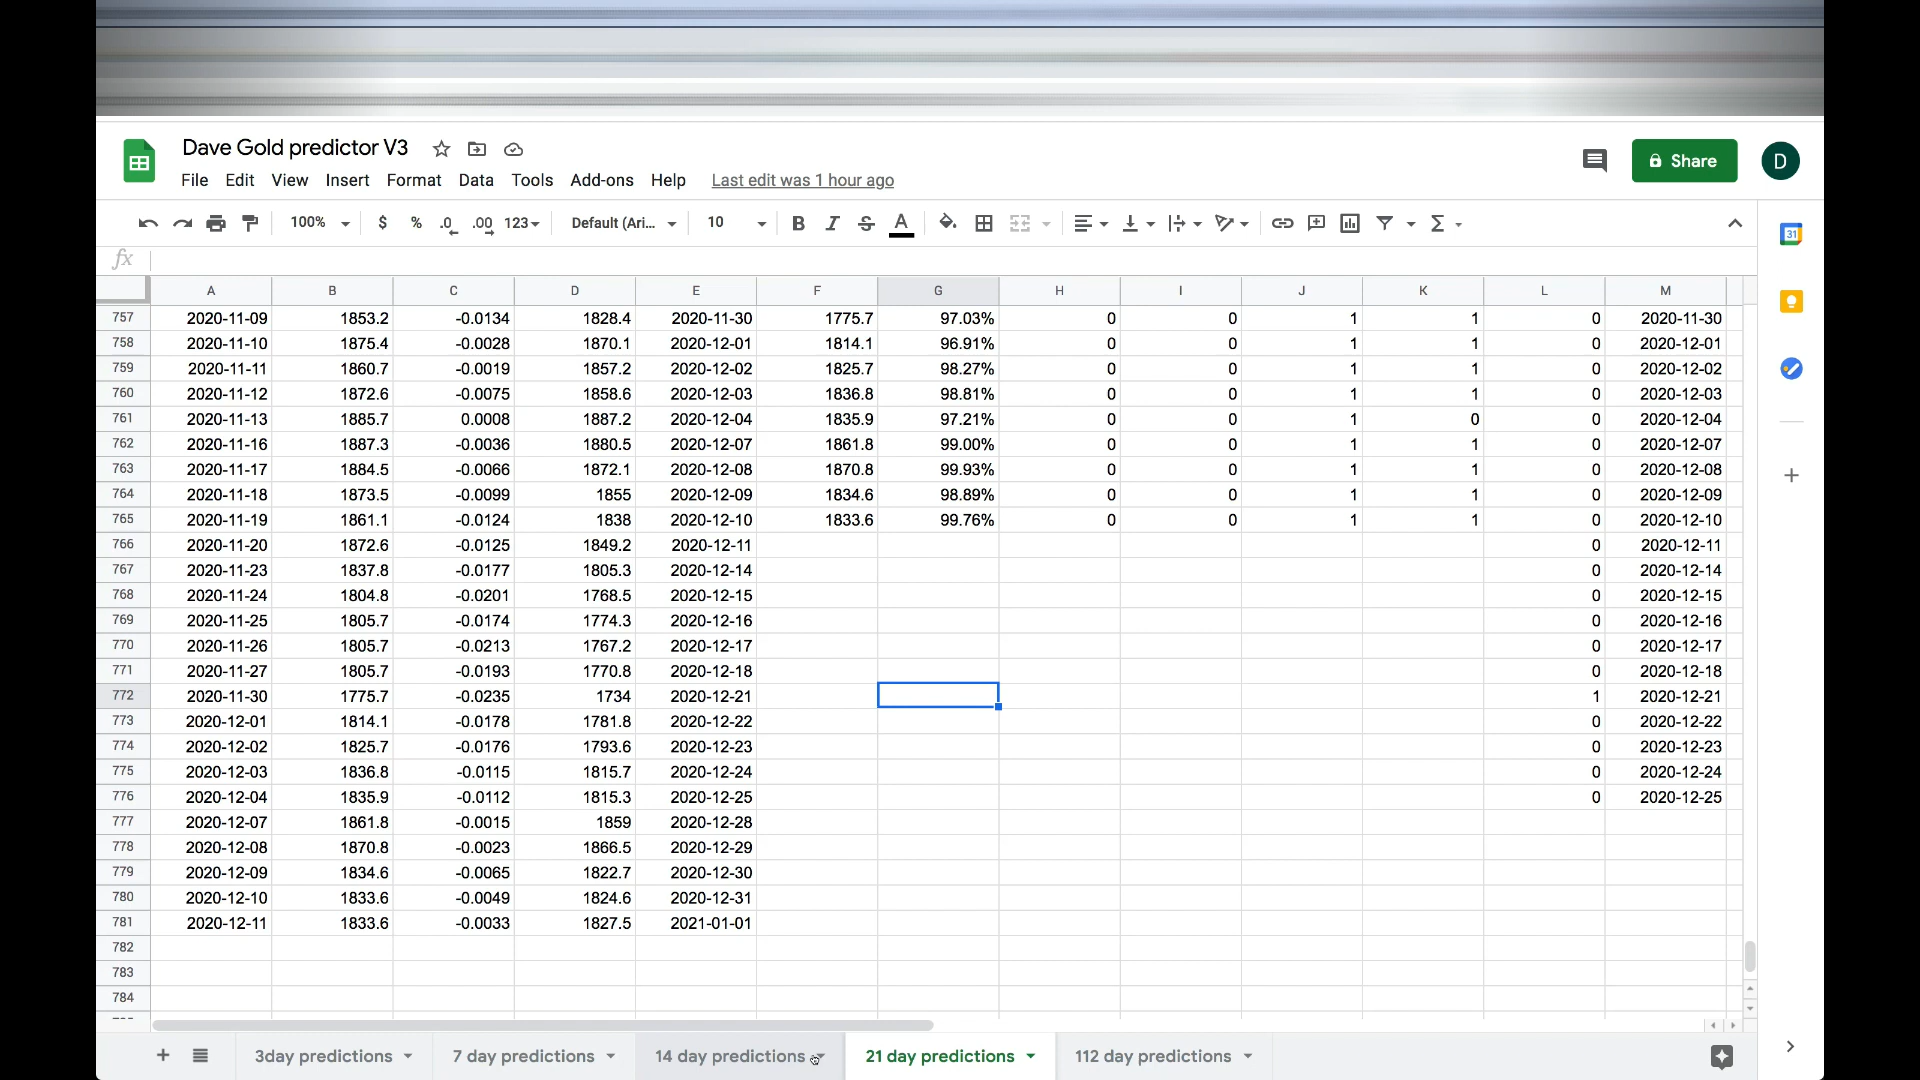 Dave Gold predictor V3
Share
D
File Edit View Insert Format Data Tools Add-ons Help Last edit was 1 hour ago
100% $ % .0 .00 123 Default (Ari... 10 B I S A
31
fx
A B C D E F G H I J K L M
757 2020-11-09 1853.2 -0.0134 1828.4 2020-11-30 1775.7 97.03% 0 0 1 1 0 2020-11-30
758 2020-11-10 1875.4 -0.0028 1870.1 2020-12-01 1814.1 96.91% 0 0 1 1 0 2020-12-01
759 2020-11-11 1860.7 -0.0019 1857.2 2020-12-02 1825.7 98.27% 0 0 1 1 0 2020-12-02
760 2020-11-12 1872.6 -0.0075 1858.6 2020-12-03 1836.8 98.81% 0 0 1 1 0 2020-12-03
761 2020-11-13 1885.7 0.0008 1887.2 2020-12-04 1835.9 97.21% 0 0 1 0 0 2020-12-04
762 2020-11-16 1887.3 -0.0036 1880.5 2020-12-07 1861.8 99.00% 0 0 1 1 0 2020-12-07
763 2020-11-17 1884.5 -0.0066 1872.1 2020-12-08 1870.8 99.93% 0 0 1 1 0 2020-12-08
764 2020-11-18 1873.5 -0.0099 1855 2020-12-09 1834.6 98.89% 0 0 1 1 0 2020-12-09
765 2020-11-19 1861.1 -0.0124 1838 2020-12-10 1833.6 99.76% 0 0 1 1 0 2020-12-10
766 2020-11-20 1872.6 -0.0125 1849.2 2020-12-11 0 2020-12-11
767 2020-11-23 1837.8 -0.0177 1805.3 2020-12-14 0 2020-12-14
768 2020-11-24 1804.8 -0.0201 1768.5 2020-12-15 0 2020-12-15
769 2020-11-25 1805.7 -0.0174 1774.3 2020-12-16 0 2020-12-16
770 2020-11-26 1805.7 -0.0213 1767.2 2020-12-17 0 2020-12-17
771 2020-11-27 1805.7 -0.0193 1770.8 2020-12-18 0 2020-12-18
772 2020-11-30 1775.7 -0.0235 1734 2020-12-21 1 2020-12-21
773 2020-12-01 1814.1 -0.0178 1781.8 2020-12-22 0 2020-12-22
774 2020-12-02 1825.7 -0.0176 1793.6 2020-12-23 0 2020-12-23
775 2020-12-03 1836.8 -0.0115 1815.7 2020-12-24 0 2020-12-24
776 2020-12-04 1835.9 -0.0112 1815.3 2020-12-25 0 2020-12-25
777 2020-12-07 1861.8 -0.0015 1859 2020-12-28
778 2020-12-08 1870.8 -0.0023 1866.5 2020-12-29
779 2020-12-09 1834.6 -0.0065 1822.7 2020-12-30
780 2020-12-10 1833.6 -0.0049 1824.6 2020-12-31
781 2020-12-11 1833.6 -0.0033 1827.5 2021-01-01
782
783
784
3day predictions 7 day predictions 14 day predictions 21 day predictions 112 day predictions